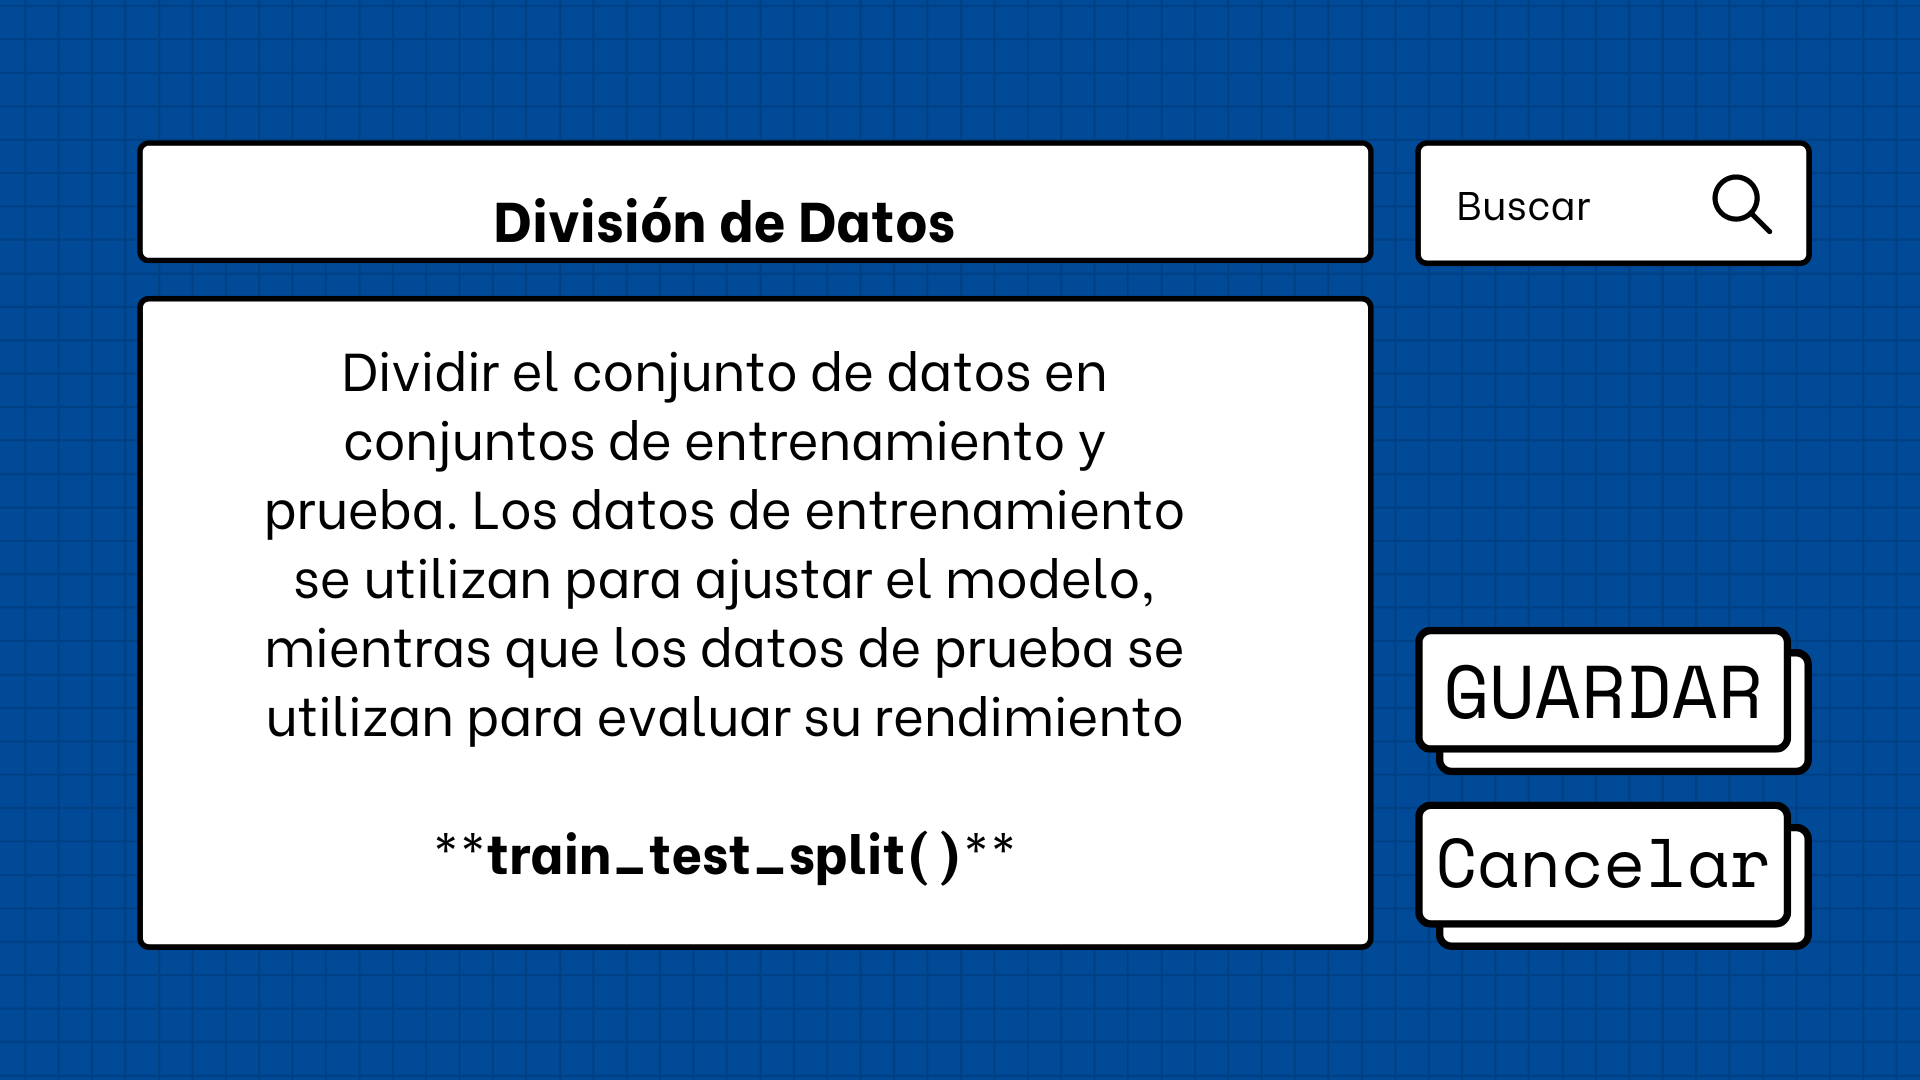 División de Datos
Buscar
Dividir el conjunto de datos en
conjuntos de entrenamiento y
prueba. Los datos de entrenamiento
se utilizan para ajustar el modelo,
mientras que los datos de prueba se
utilizan para evaluar su rendimiento
**train_test_split()**
GUARDAR
Cancelar